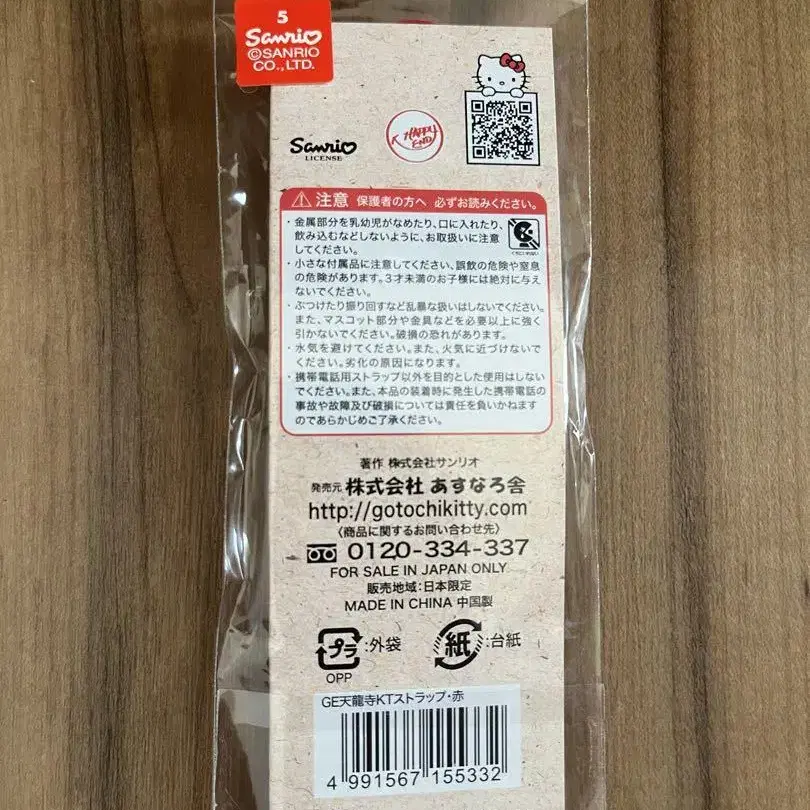 5
Sanrio
©SANRIO
CO., LTD.
Sanrio
LICENSE
HAPPY
END
注意 保護者の方へ 必ずお読みください。
・金属部分を乳幼児がなめたり、口に入れたり、
飲み込むなどしないように、お取扱いに注意
してください。
・小さな付属品に注意してください、誤飲の危険や窒息
の危険があります。3才未満のお子様には絶対に与え
ないでください。
・ぶつけたり振り回すなど乱暴な扱いはしないでください。
また、マスコット部分や金具などを必要以上に強く
引かないでください。破損の恐れがあります。
・水気を避けてください。また、火気に近づけないで
ください。劣化の原因になります。
・携帯電話用ストラップ以外を目的とした使用はしない
でください。また、本品の装着時に発生した携帯電話の
事故や故障及び破損については責任を負いかねます
のであらかじめご了承ください。
著作 株式会社サンリオ
発売元 株式会社 あすなろ舎
http://gotochikitty.com
〈商品に関するお問い合わせ先〉
0120-334-337
FOR SALE IN JAPAN ONLY
販売地域:日本限定
MADE IN CHINA 中国製
プラ :外袋
OPP
紙 :台紙
GE天龍寺KTストラップ・赤
4 991567 155332